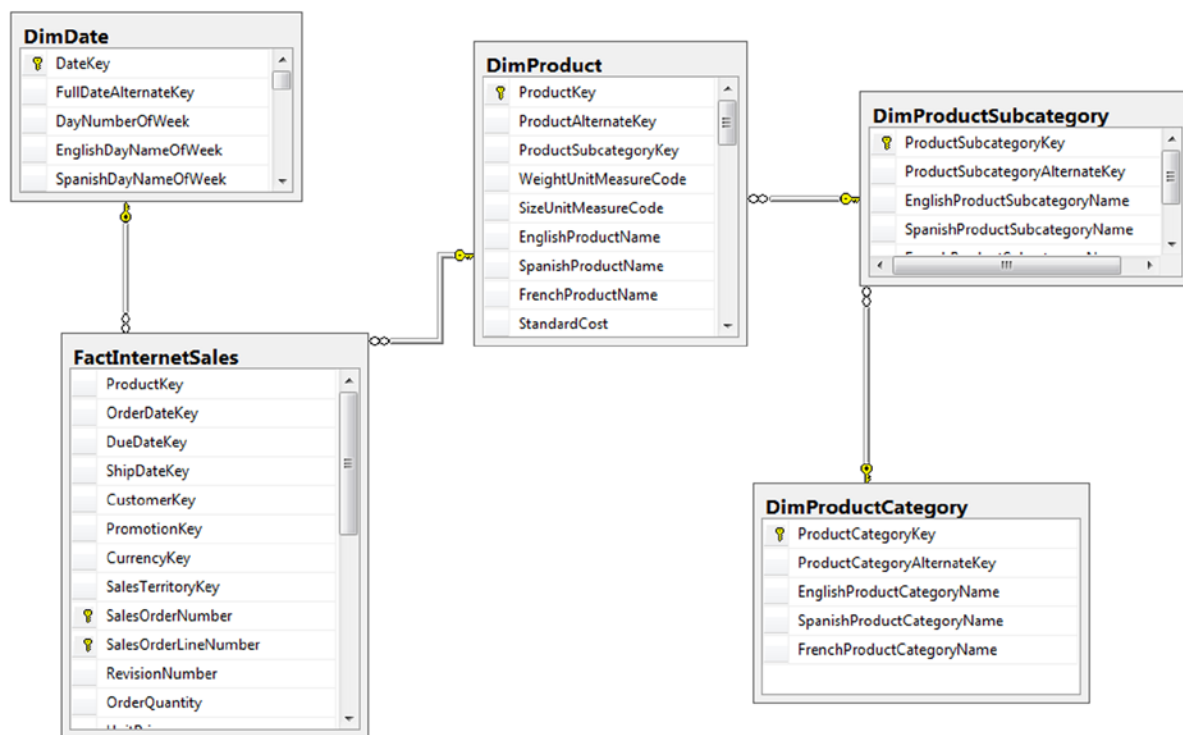 DimDate
DateKey
FullDateAlternateKey
DayNumberOfWeek
EnglishDayNameOfWeek
SpanishDayNameOfWeek
DimProduct
ProductKey
ProductAlternateKey
ProductSubcategoryKey
WeightUnitMeasureCode
SizeUnitMeasureCode
EnglishProductName
SpanishProductName
FrenchProductName
StandardCost
DimProductSubcategory
ProductSubcategoryKey
ProductSubcategoryAlternateKey
EnglishProductSubcategoryName
SpanishProductSubcategoryName
FactInternetSales
ProductKey
OrderDateKey
DueDateKey
ShipDateKey
CustomerKey
PromotionKey
CurrencyKey
SalesTerritoryKey
SalesOrderNumber
SalesOrderLineNumber
RevisionNumber
OrderQuantity
DimProductCategory
ProductCategoryKey
ProductCategoryAlternateKey
EnglishProductCategoryName
SpanishProductCategoryName
FrenchProductCategoryName